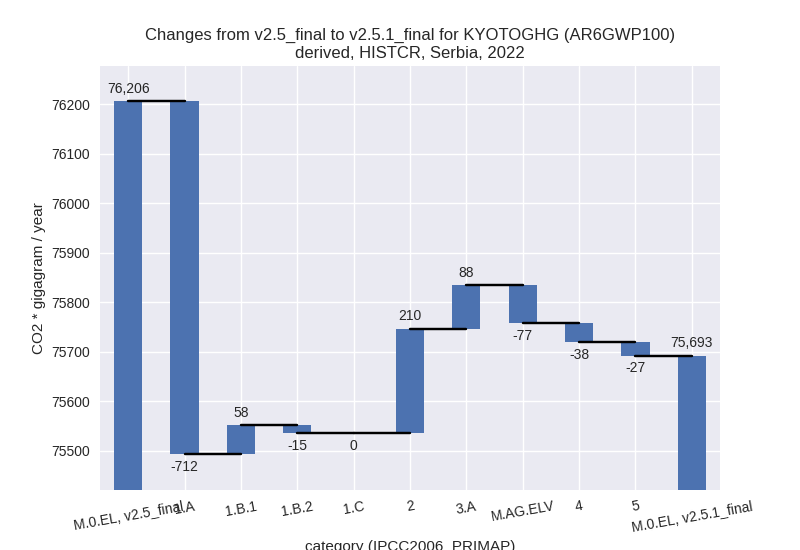 Changes from v2.5_final to v2.5.1_final for KYOTOGHG (AR6GWP100)
derived, HISTCR, Serbia, 2022
CO2 * gigagram / year
76200
76100
76000
75900
75800
75700
75600
75500
76,206
-712
58
-15
0
210
88
-77
-38
-27
75,693
M.0.EL, v2.5_final
1.A
1.B.1
1.B.2
1.C
2
3.A
M.AG.ELV
4
5
M.0.EL, v2.5.1_final
category (IPCC2006_PRIMAP)